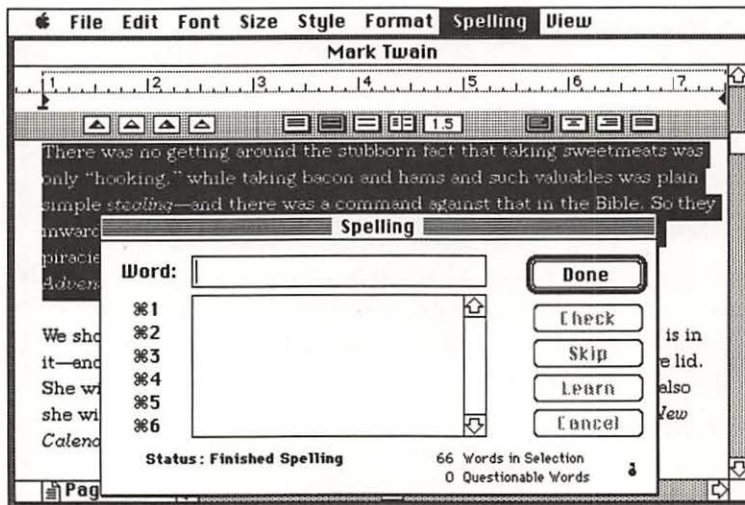 File Edit Font Size Style Format Spelling View
Mark Twain
1 2 3 4 5 6 7
1.5
There was no getting around the stubborn fact that taking sweetmeats was
only “hooking,” while taking bacon and hams and such valuables was plain
simple stealing—and there was a command against that in the Bible. So they
Spelling
Word:
Done
⌘1
⌘2
⌘3
⌘4
⌘5
⌘6
Check
Skip
Learn
Cancel
Status: Finished Spelling
66 Words in Selection
0 Questionable Words
piracie
We sho is in
it—and e lid.
She wi also
she wi New